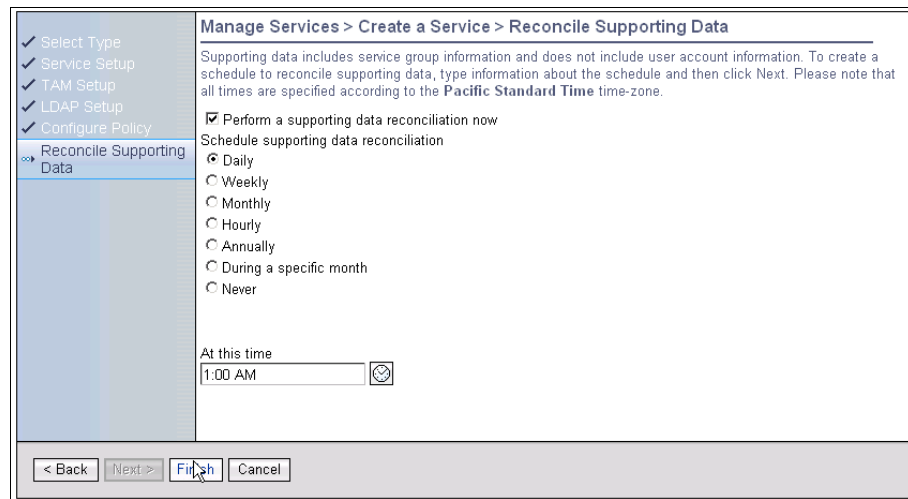 Manage Services > Create a Service > Reconcile Supporting Data
Select Type
Service Setup
TAM Setup
LDAP Setup
Configure Policy
Reconcile Supporting
Data
Supporting data includes service group information and does not include user account information. To create a
schedule to reconcile supporting data, type information about the schedule and then click Next. Please note that
all times are specified according to the Pacific Standard Time time-zone.
Perform a supporting data reconciliation now
Schedule supporting data reconciliation
Daily
Weekly
Monthly
Hourly
Annually
During a specific month
Never
At this time
1:00 AM
< Back Next > Finish Cancel